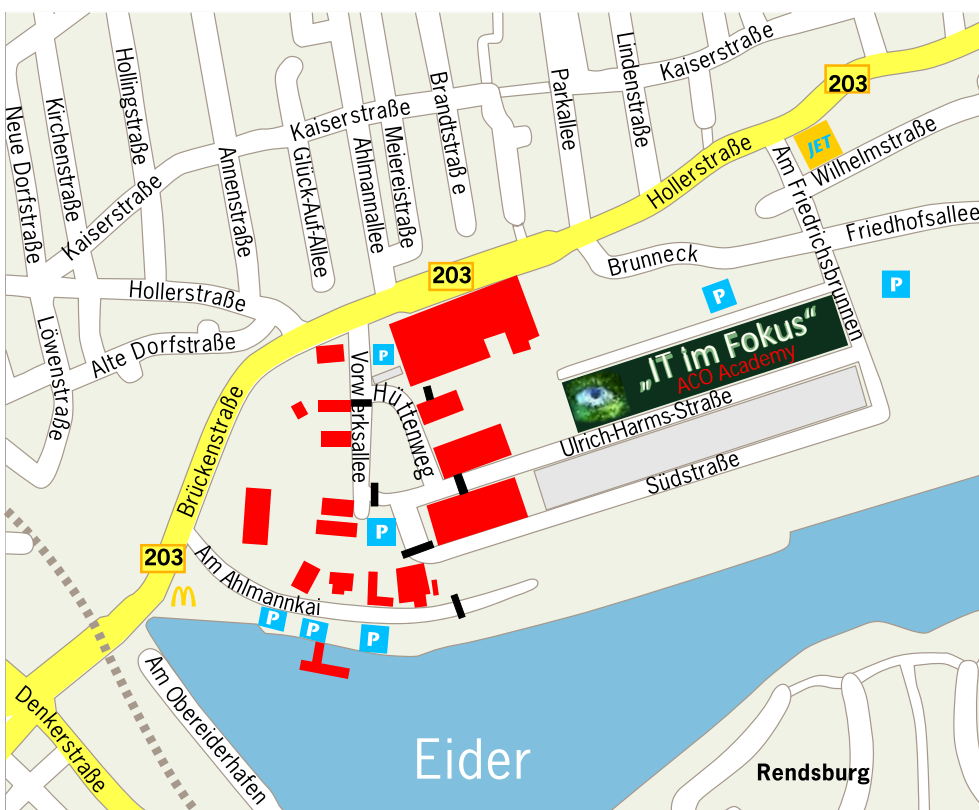 Neue Dorfstraße
Kirchenstraße
Hollingstraße
Kaiserstraße
Annenstraße
Glück-Auf-Allee
Kaiserstraße
Ahlmannallee
Meiereistraße
Brandtstraß e
Parkallee
Lindenstraße
Kaiserstraße
203
JET
Hollerstraße
Am Friedrichsbrunnen
Wilhelmstraße
Friedhofsallee
Brunneck
203
Hollerstraße
Alte Dorfstraße
Löwenstraße
P
P
P
Vorwerksallee
Hüttenweg
„IT im Fokus“
ACO Academy
Ulrich-Harms-Straße
Südstraße
Brückenstraße
P
203
Am Ahlmannkai
P
P
P
Am Obereiderhafen
Denkerstraße
Eider
Rendsburg